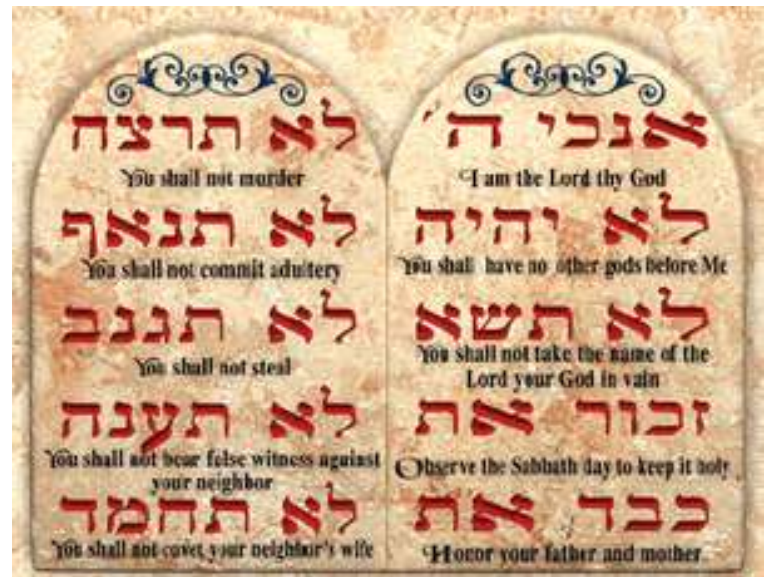 אנכי ה׳
I am the Lord thy God
לא יהיה
You shall have no other gods before Me
לא תשא
You shall not take the name of the
Lord your God in vain
זכור את
Observe the Sabbath day to keep it holy
כבד את
Honor your father and mother
לא תרצח
You shall not murder
לא תנאף
You shall not commit adultery
לא תגנב
You shall not steal
לא תענה
You shall not bear false witness against
your neighbor
לא תחמד
You shall not covet your neighbor's wife